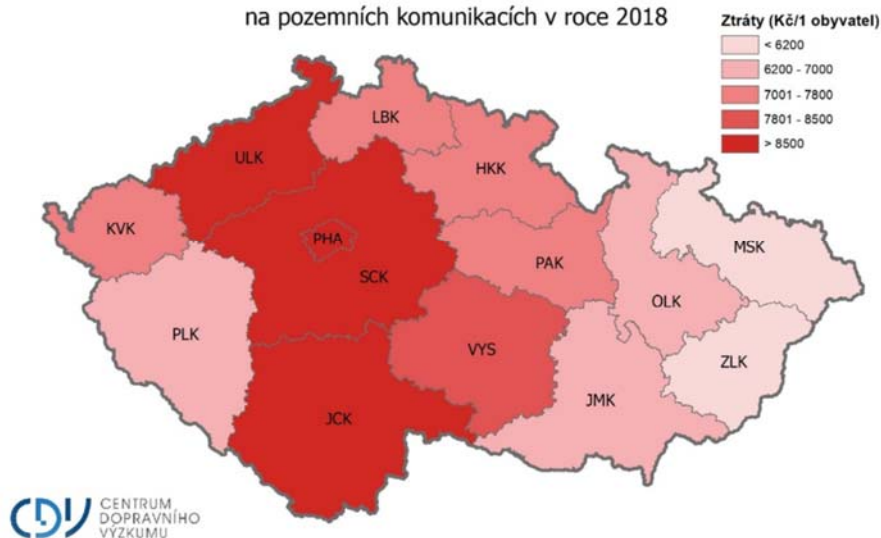 na pozemních komunikacích v roce 2018
Ztráty (Kč/1 obyvatel)
< 6200
6200 - 7000
7001 - 7800
7801 - 8500
> 8500
LBK
ULK
HKK
KVK
PHA
MSK
PAK
SCK
OLK
PLK
VYS
ZLK
JMK
JCK
CDV
CENTRUM
DOPRAVNÍHO
VÝZKUMU